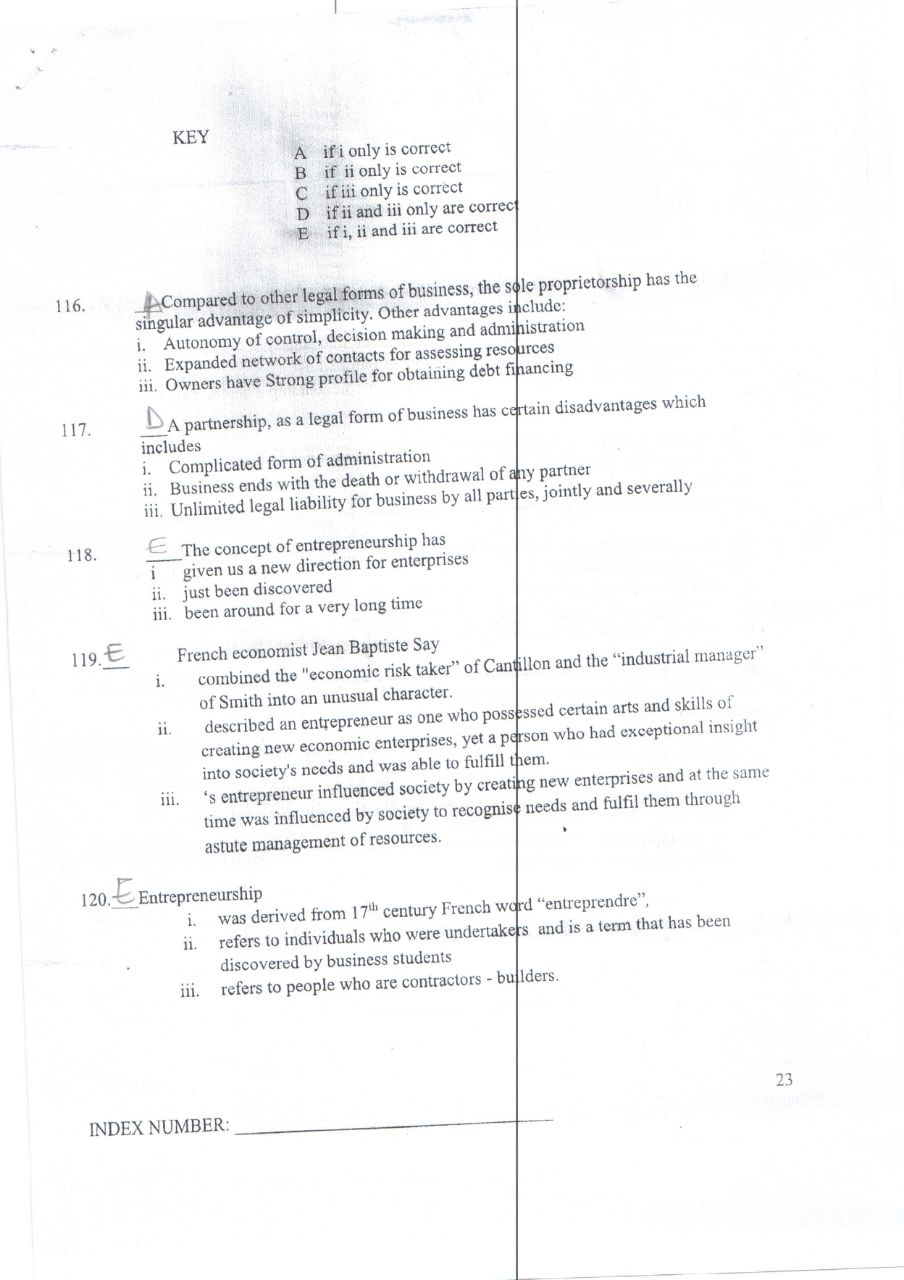 KEY
A if i only is correct
B if ii only is correct
C if iii only is correct
D if ii and iii only are correct
E if i, ii and iii are correct
116. A Compared to other legal forms of business, the sole proprietorship has the
singular advantage of simplicity. Other advantages include:
i. Autonomy of control, decision making and administration
ii. Expanded network of contacts for assessing resources
iii. Owners have Strong profile for obtaining debt financing
117. D A partnership, as a legal form of business has certain disadvantages which
includes
i. Complicated form of administration
ii. Business ends with the death or withdrawal of any partner
iii. Unlimited legal liability for business by all parties, jointly and severally
118. E The concept of entrepreneurship has
i given us a new direction for enterprises
ii. just been discovered
iii. been around for a very long time
119. E French economist Jean Baptiste Say
i. combined the "economic risk taker" of Cantillon and the "industrial manager"
of Smith into an unusual character.
ii. described an entrepreneur as one who possessed certain arts and skills of
creating new economic enterprises, yet a person who had exceptional insight
into society's needs and was able to fulfill them.
iii. 's entrepreneur influenced society by creating new enterprises and at the same
time was influenced by society to recognise needs and fulfil them through
astute management of resources.
120. E Entrepreneurship
i. was derived from 17th century French word "entreprendre",
ii. refers to individuals who were undertakers and is a term that has been
discovered by business students
iii. refers to people who are contractors - builders.
23
INDEX NUMBER: